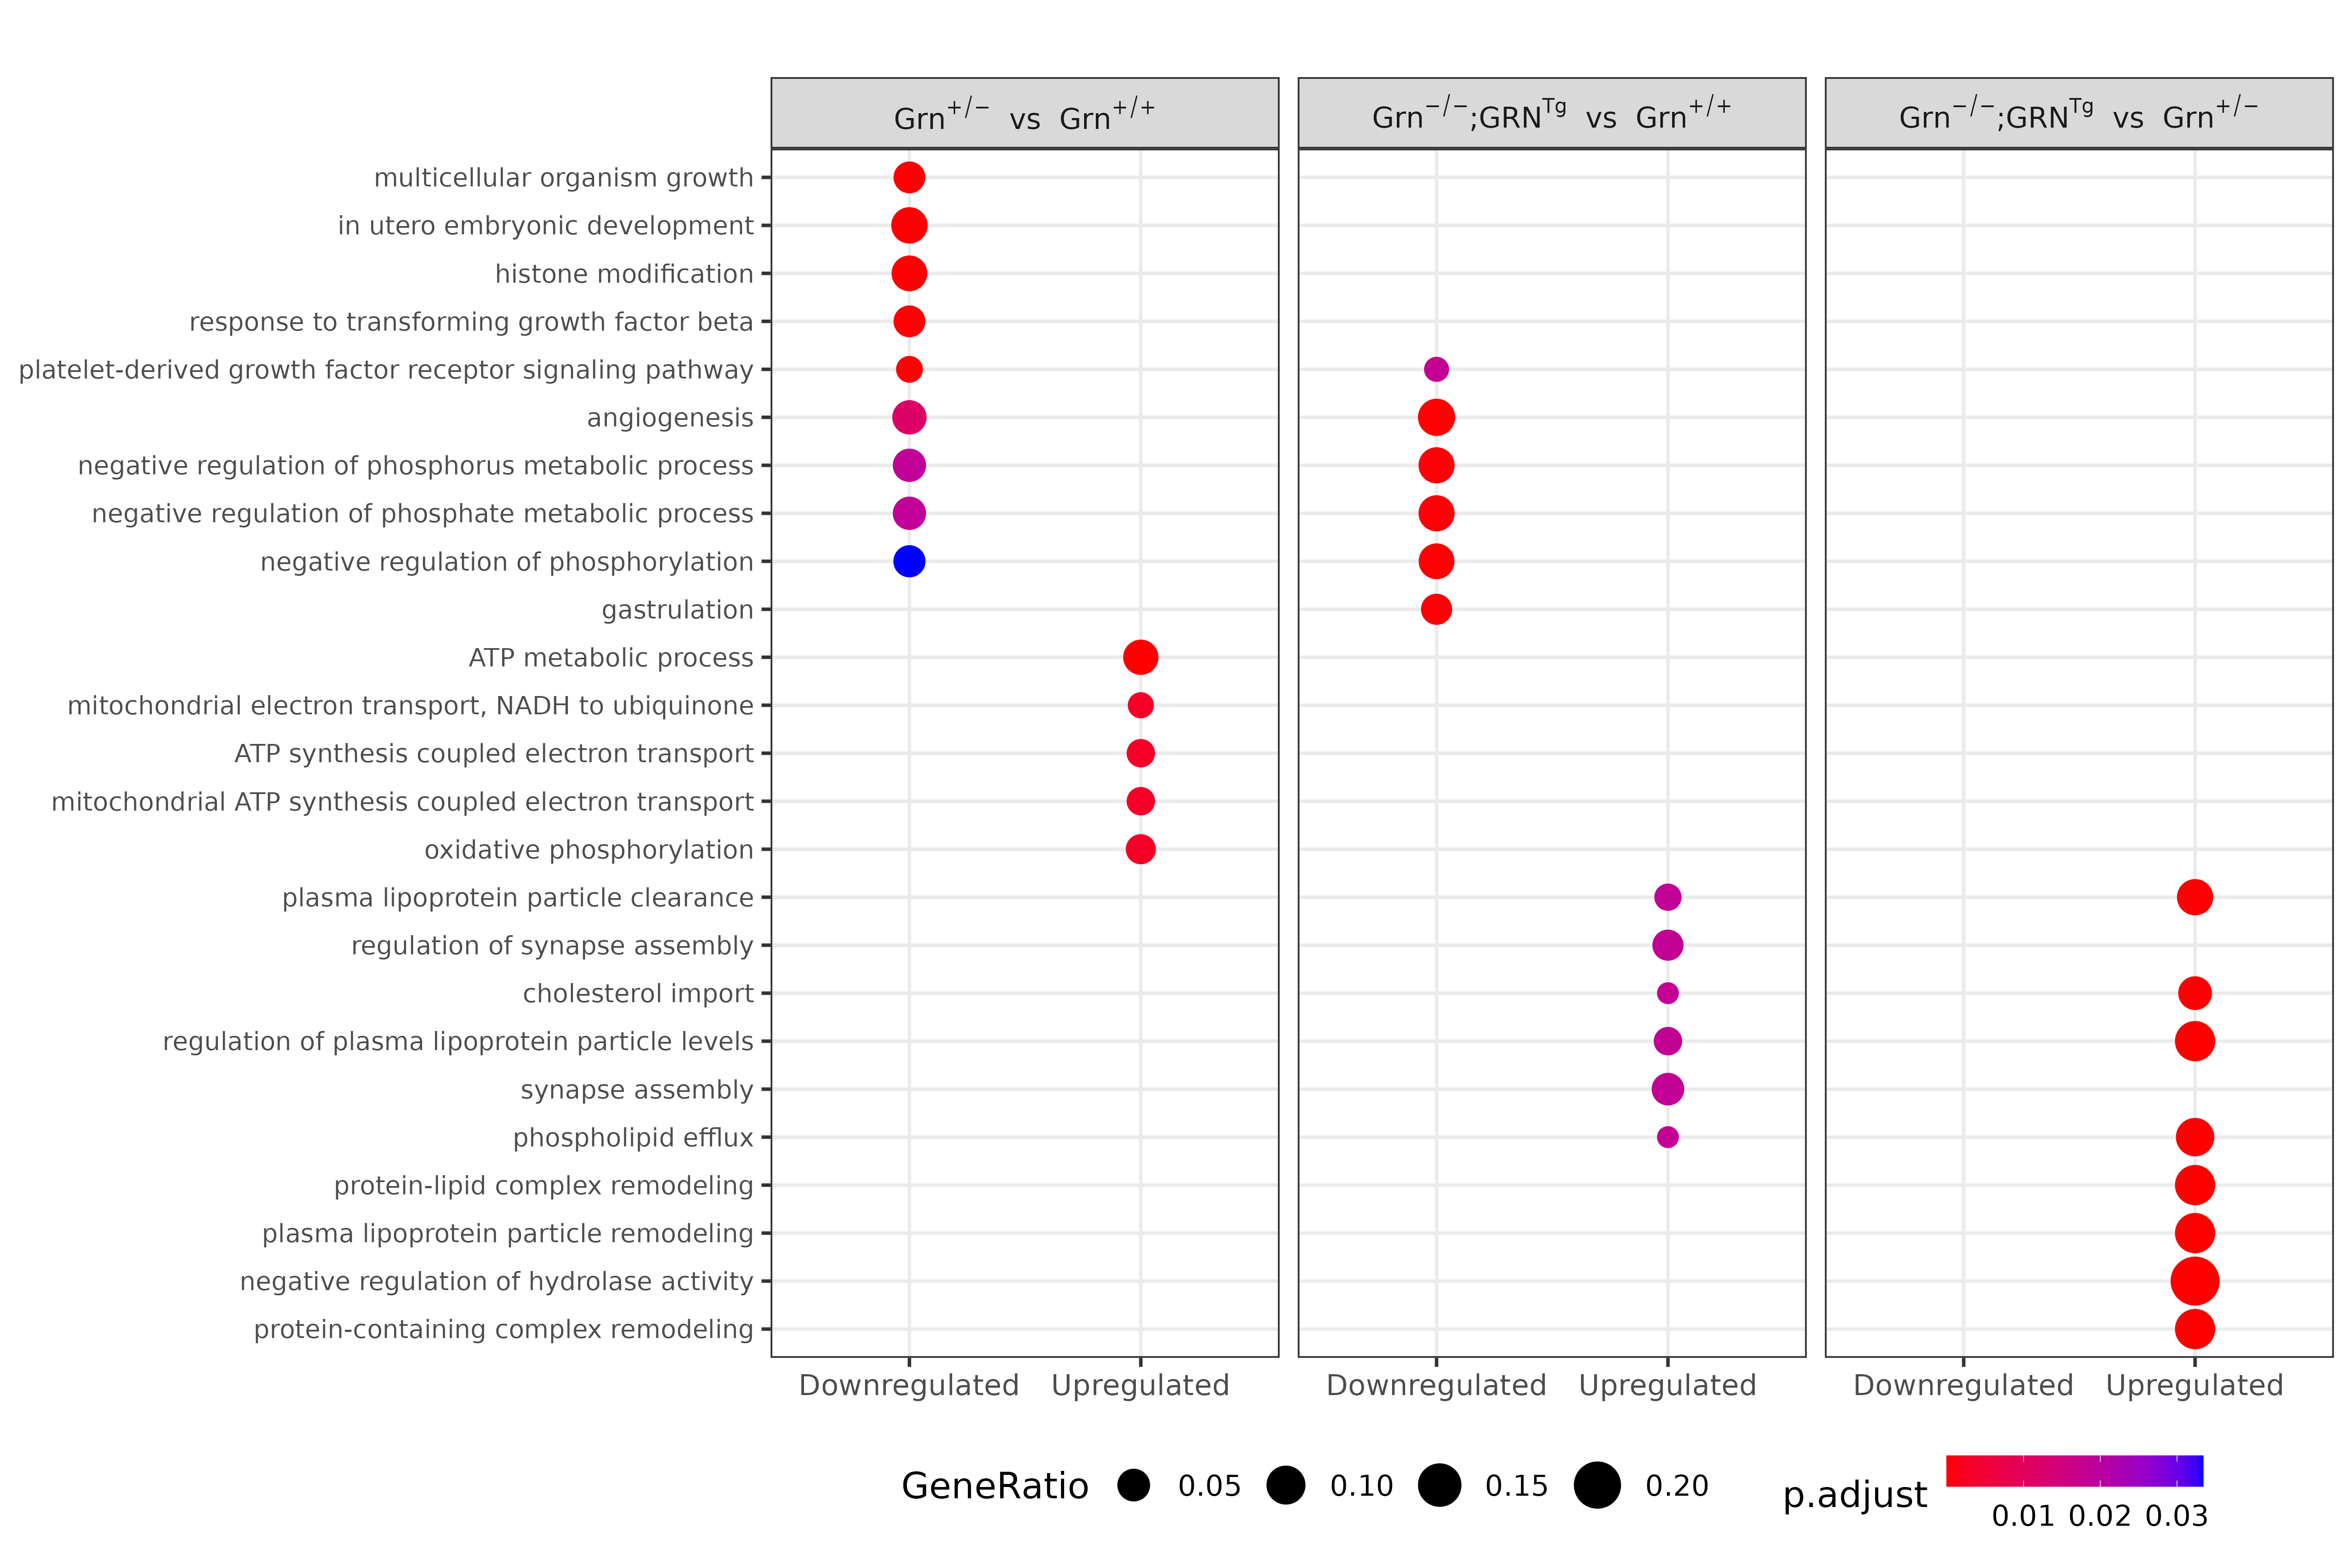 Grn+/− vs Grn+/+
Grn−/−;GRNTg vs Grn+/+
Grn−/−;GRNTg vs Grn+/−
multicellular organism growth
in utero embryonic development
histone modification
response to transforming growth factor beta
platelet-derived growth factor receptor signaling pathway
angiogenesis
negative regulation of phosphorus metabolic process
negative regulation of phosphate metabolic process
negative regulation of phosphorylation
gastrulation
ATP metabolic process
mitochondrial electron transport, NADH to ubiquinone
ATP synthesis coupled electron transport
mitochondrial ATP synthesis coupled electron transport
oxidative phosphorylation
plasma lipoprotein particle clearance
regulation of synapse assembly
cholesterol import
regulation of plasma lipoprotein particle levels
synapse assembly
phospholipid efflux
protein-lipid complex remodeling
plasma lipoprotein particle remodeling
negative regulation of hydrolase activity
protein-containing complex remodeling
Downregulated Upregulated
Downregulated Upregulated
Downregulated Upregulated
GeneRatio 0.05 0.10 0.15 0.20
p.adjust
0.01 0.02 0.03